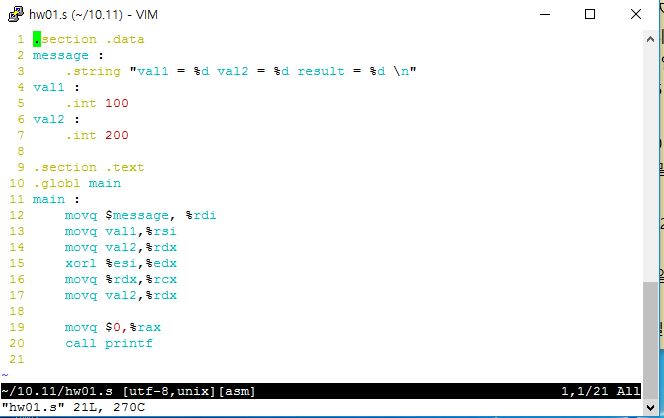 hw01.s (~/10.11) - VIM
1 .section .data
2 message :
3     .string "val1 = %d val2 = %d result = %d \n"
4 val1 :
5     .int 100
6 val2 :
7     .int 200
8
9 .section .text
10 .globl main
11 main :
12     movq $message, %rdi
13     movq val1,%rsi
14     movq val2,%rdx
15     xorl %esi,%edx
16     movq %rdx,%rcx
17     movq val2,%rdx
18
19     movq $0,%rax
20     call printf
21
~
~/10.11/hw01.s [utf-8,unix][asm] 1,1/21 All
"hw01.s" 21L, 270C